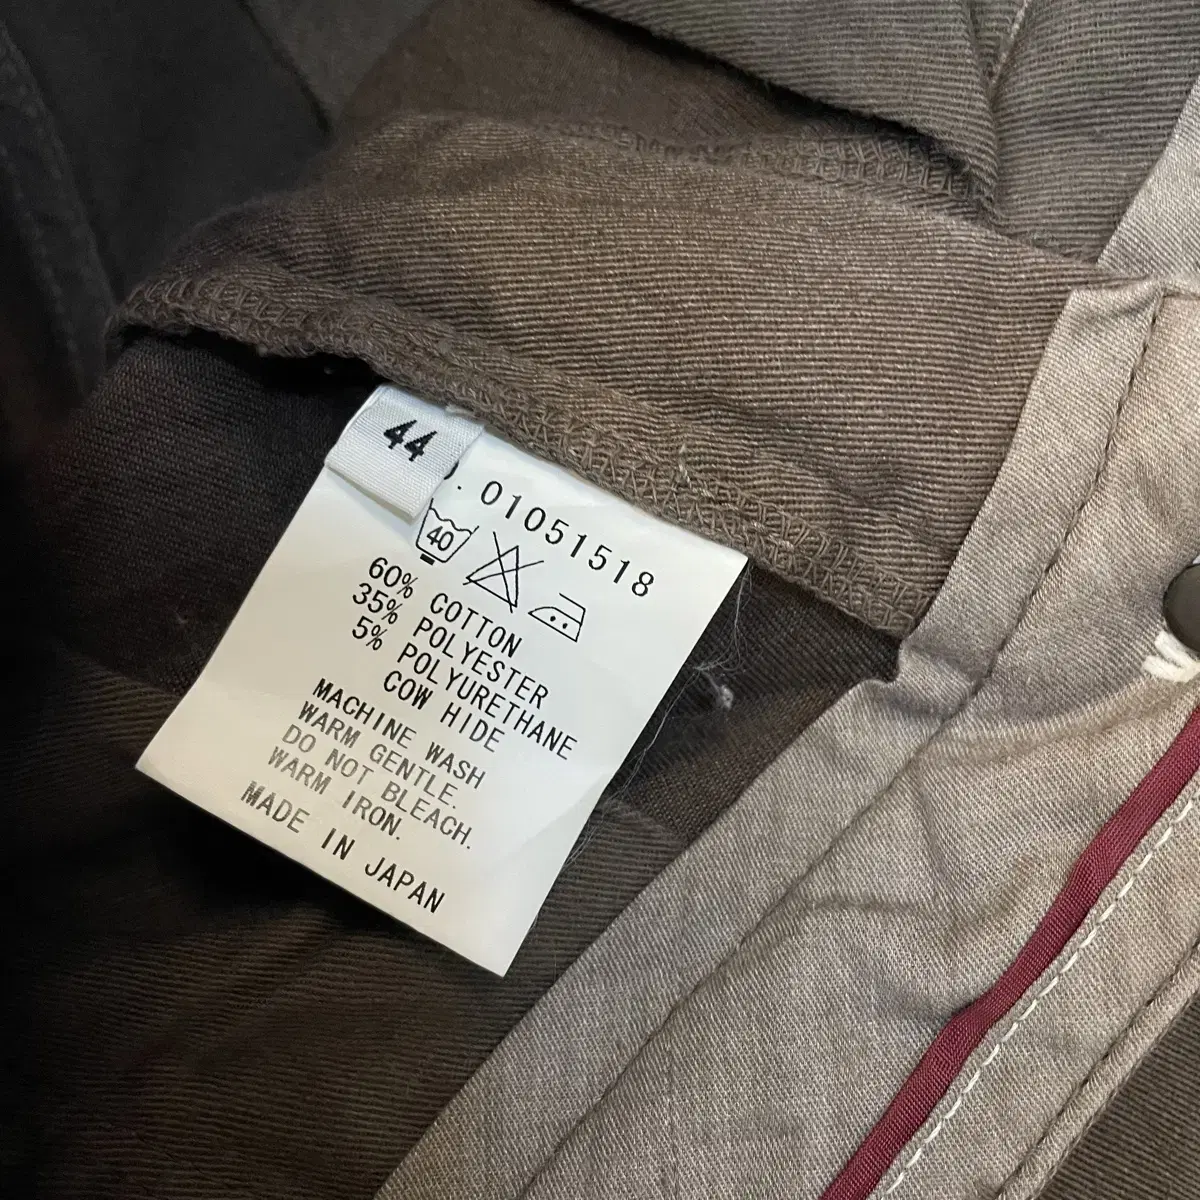 44
. 01051518
40
60% COTTON
35% POLYESTER
5% POLYURETHANE
COW HIDE
MACHINE WASH
WARM GENTLE.
DO NOT BLEACH.
WARM IRON.
MADE IN JAPAN